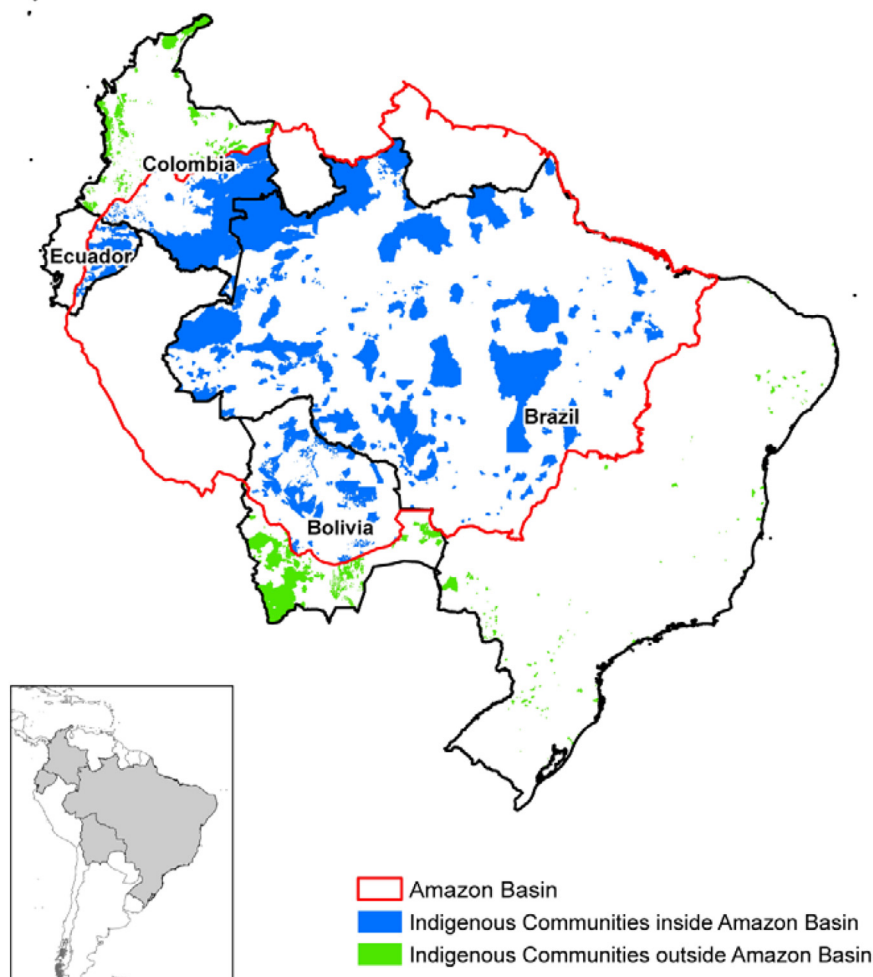 Colombia
Ecuador
Brazil
Bolivia
Amazon Basin
Indigenous Communities inside Amazon Basin
Indigenous Communities outside Amazon Basin